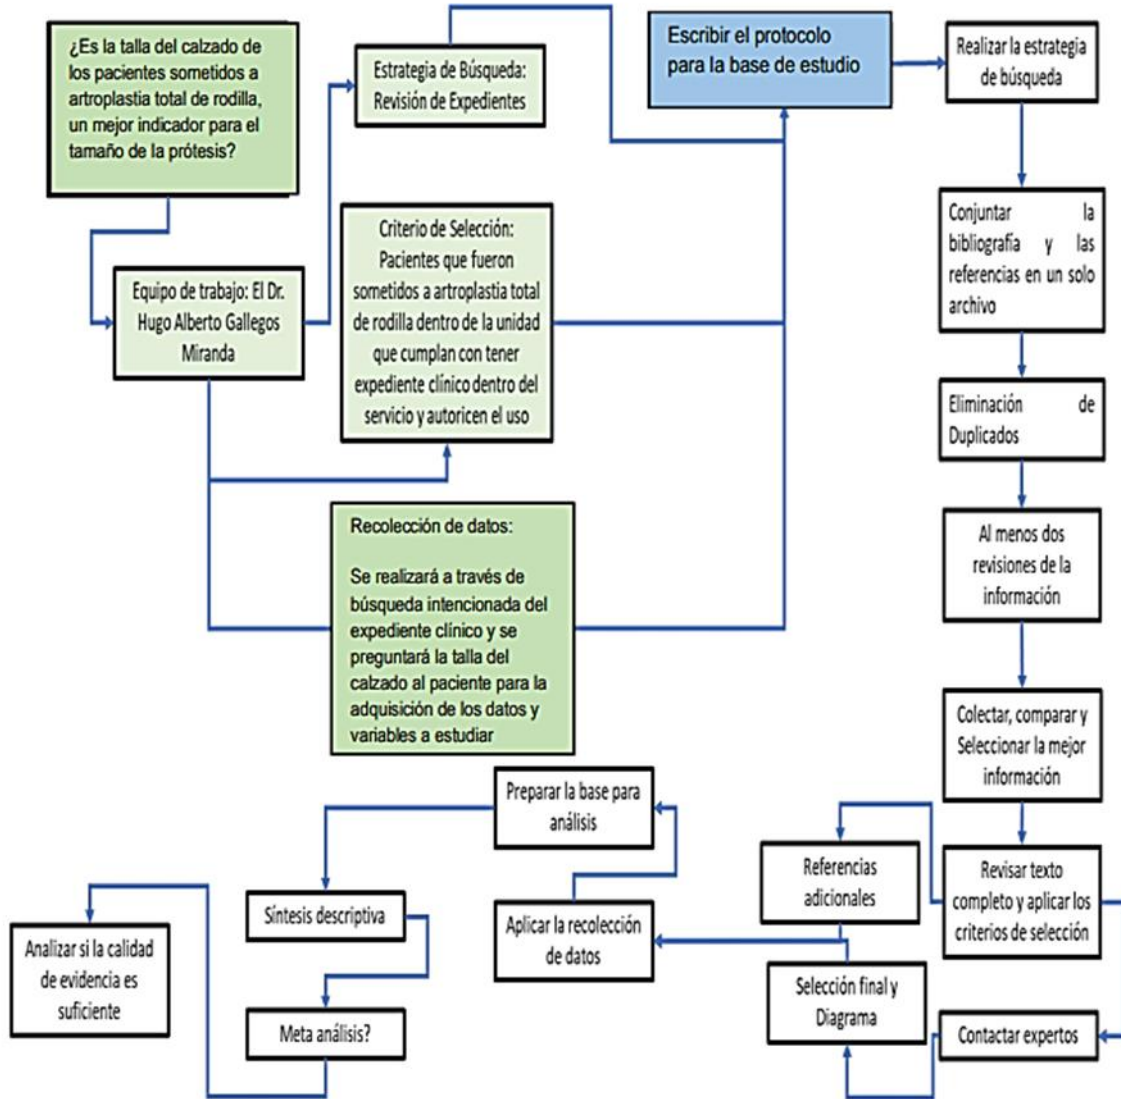 ¿Es la talla del calzado de
los pacientes sometidos a
artroplastia total de rodilla,
un mejor indicador para el
tamaño de la prótesis?
Equipo de trabajo: El Dr.
Hugo Alberto Gallegos
Miranda
Estrategia de Búsqueda:
Revisión de Expedientes
Criterio de Selección:
Pacientes que fueron
sometidos a artroplastia total
de rodilla dentro de la unidad
que cumplan con tener
expediente clínico dentro del
servicio y autoricen el uso
Recolección de datos:
Se realizará a través de
búsqueda intencionada del
expediente clínico y se
preguntará la talla del
calzado al paciente para la
adquisición de los datos y
variables a estudiar
Escribir el protocolo
para la base de estudio
Realizar la estrategia
de búsqueda
Conjuntar la
bibliografía y las
referencias en un solo
archivo
Eliminación de
Duplicados
Al menos dos
revisiones de la
información
Colectar, comparar y
Seleccionar la mejor
información
Revisar texto
completo y aplicar los
criterios de selección
Referencias
adicionales
Contactar expertos
Selección final y
Diagrama
Aplicar la recolección
de datos
Preparar la base para
análisis
Síntesis descriptiva
Meta análisis?
Analizar si la calidad
de evidencia es
suficiente